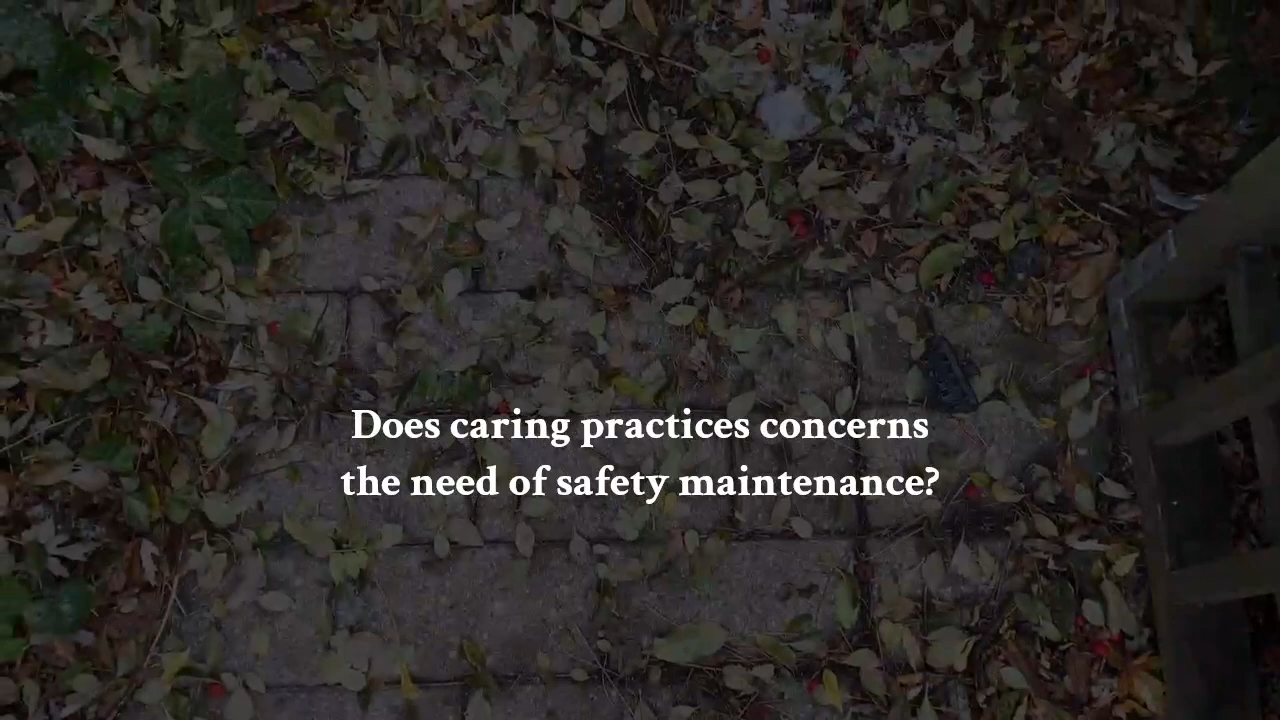 Does caring practices concerns
the need of safety maintenance?